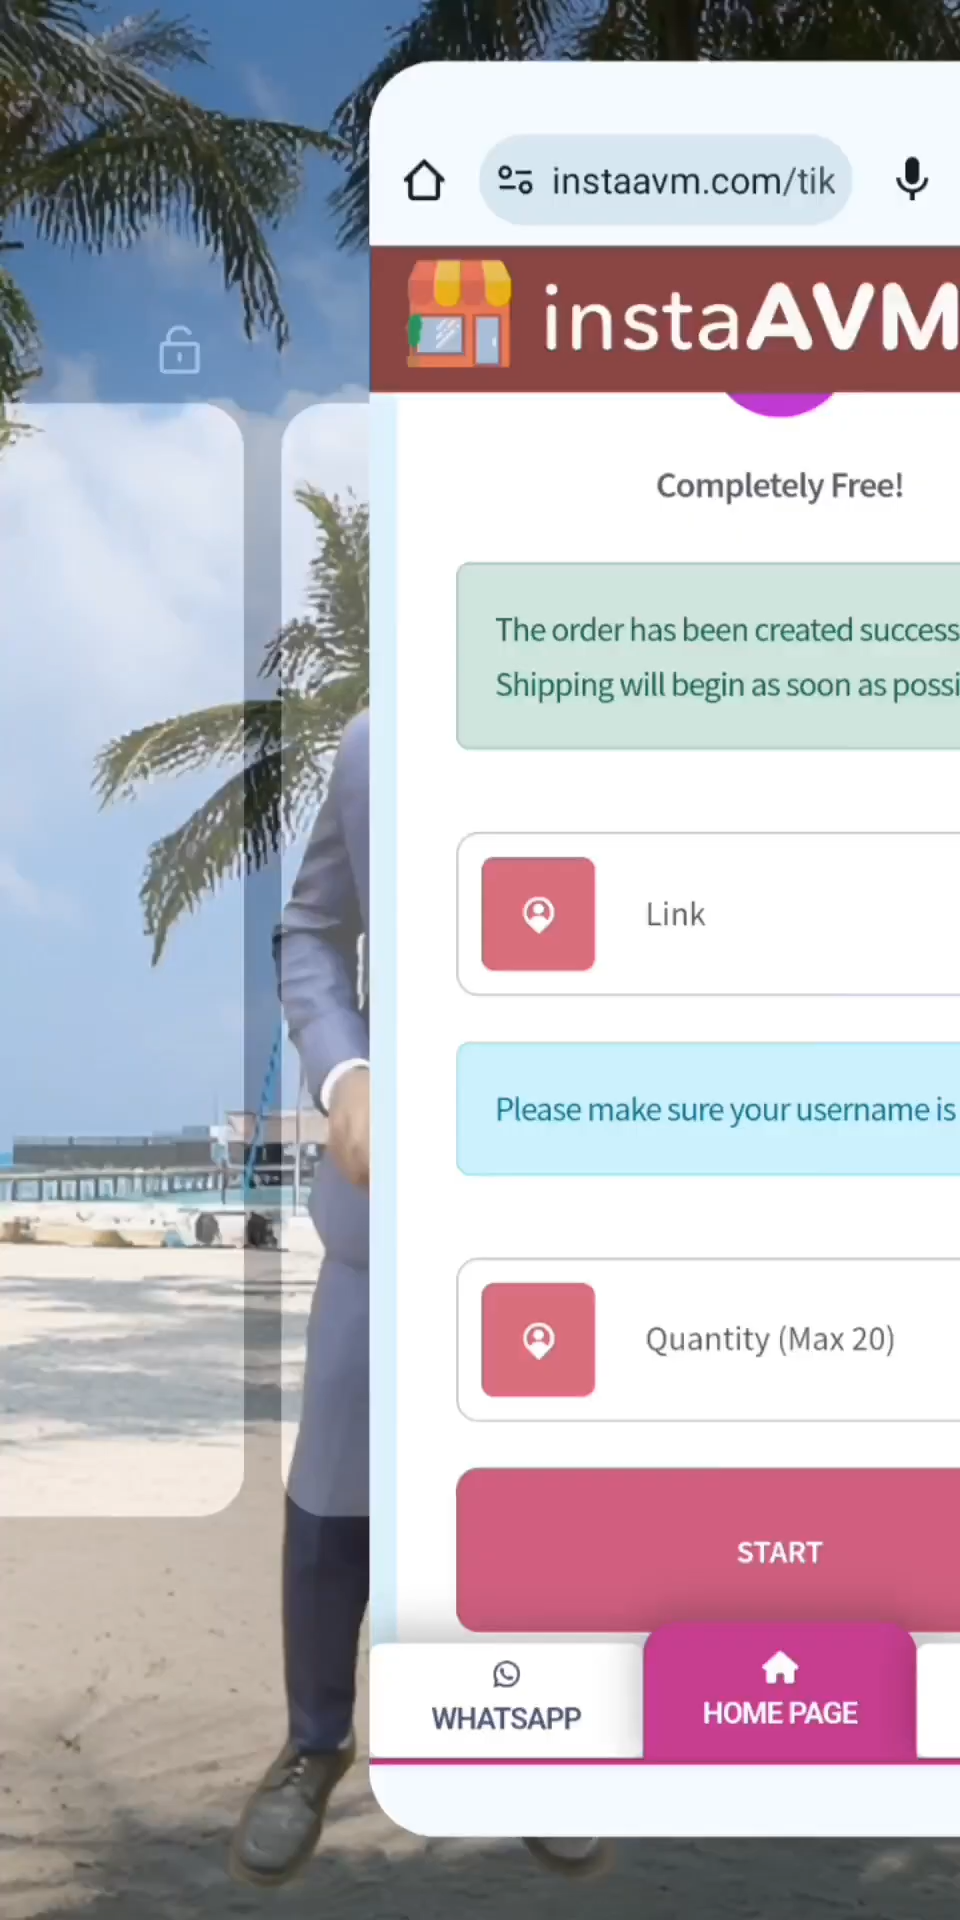 instaavm.com/tik
instaAVM
Completely Free!
The order has been created success
Shipping will begin as soon as possi
Link
Please make sure your username is
Quantity (Max 20)
START
WHATSAPP
HOME PAGE